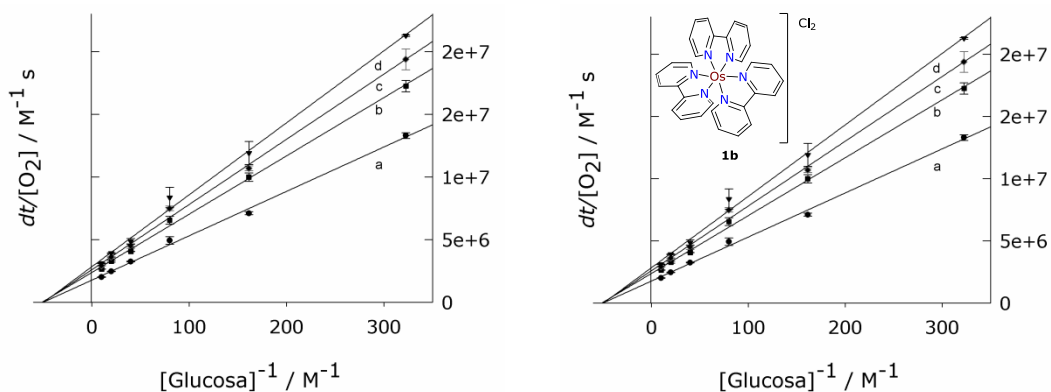 dt/[O₂] / M⁻¹ s
2e+7
2e+7
1e+7
5e+6
0
d
c
b
a
0 100 200 300
[Glucosa]⁻¹ / M⁻¹
dt/[O₂] / M⁻¹ s
2e+7
2e+7
1e+7
5e+6
0
Cl₂
N N
N Os N
N N
1b
d
c
b
a
0 100 200 300
[Glucosa]⁻¹ / M⁻¹